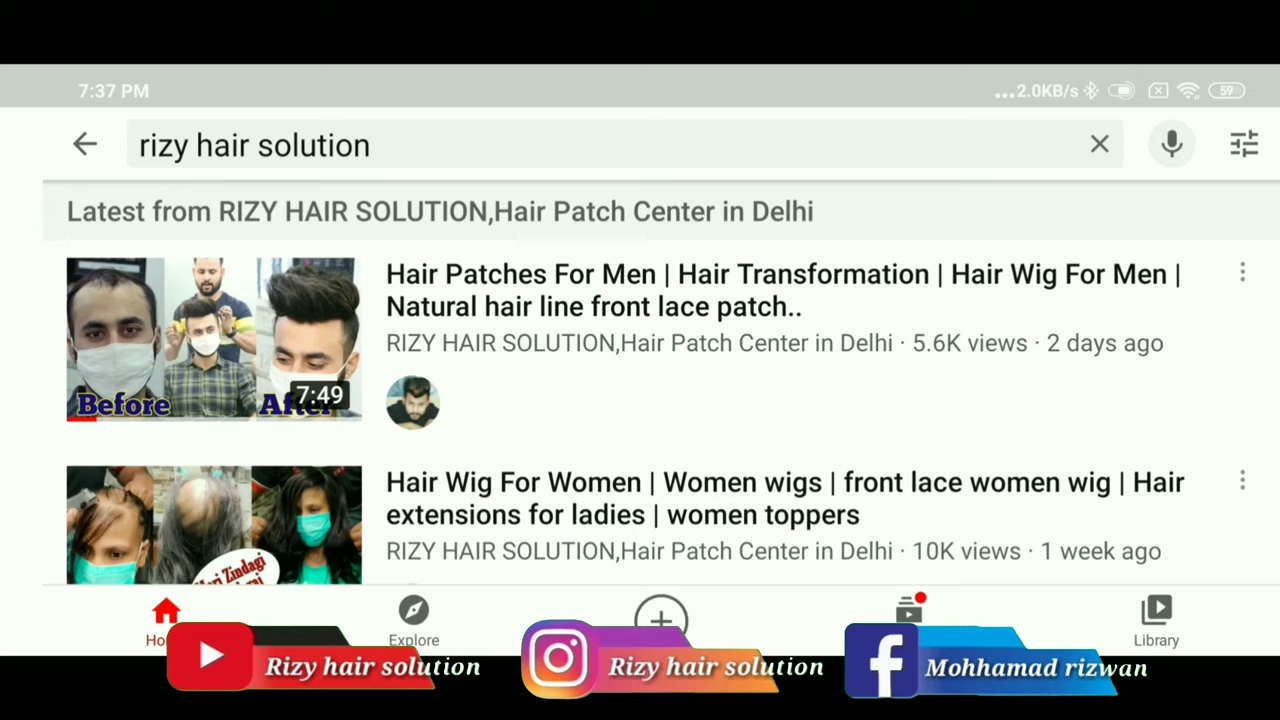 7:37 PM
...2.0KB/s
59
rizy hair solution
Latest from RIZY HAIR SOLUTION,Hair Patch Center in Delhi
Hair Patches For Men | Hair Transformation | Hair Wig For Men |
Natural hair line front lace patch..
RIZY HAIR SOLUTION,Hair Patch Center in Delhi · 5.6K views · 2 days ago
Before
After
7:49
Hair Wig For Women | Women wigs | front lace women wig | Hair
extensions for ladies | women toppers
RIZY HAIR SOLUTION,Hair Patch Center in Delhi · 10K views · 1 week ago
Zindagi
Explore
Library
Rizy hair solution
Rizy hair solution
Mohhamad rizwan